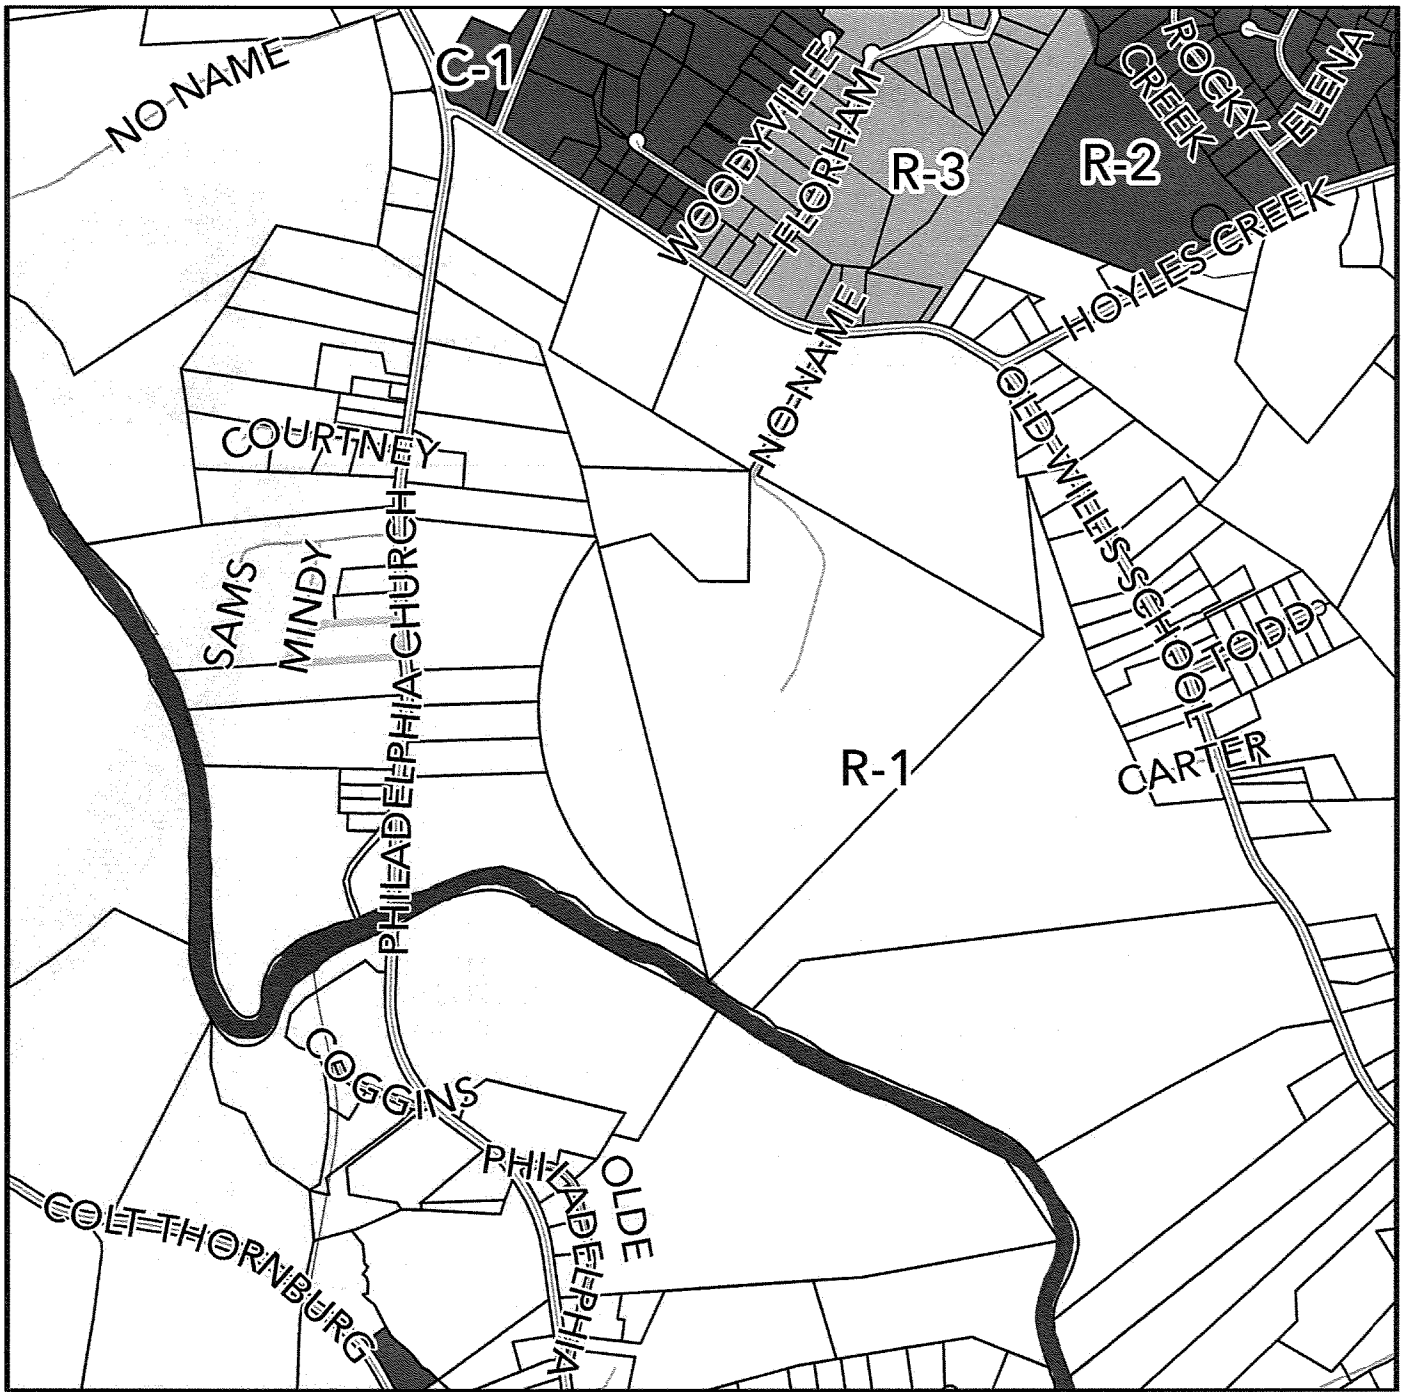 NO NAME
C-1
WOODYVILLE
FLORHAM
R-3
R-2
ROCKY
CREEK
ELENA
HOYLES CREEK
NO NAME
OLD WILLIS SCHOOL
COURTNEY
SAMS
MINDY
PHILADELPHIA CHURCH
TODD
CARTER
R-1
COGGINS
OLDE
PHILADELPHIA
COLT THORNBURG